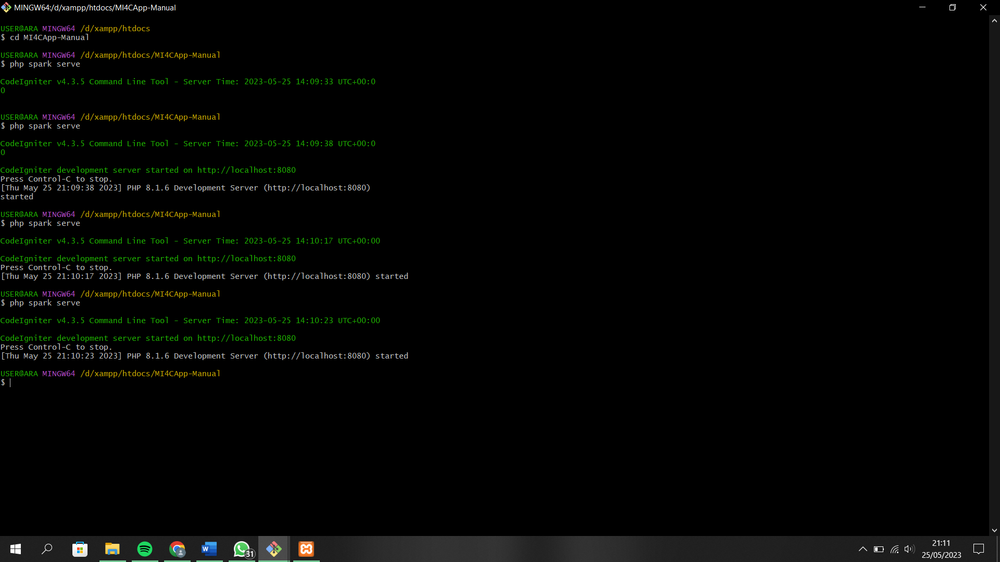 MINGW64:/d/xampp/htdocs/MI4CApp-Manual
USER@ARA MINGW64 /d/xampp/htdocs
$ cd MI4CApp-Manual
USER@ARA MINGW64 /d/xampp/htdocs/MI4CApp-Manual
$ php spark serve
CodeIgniter v4.3.5 Command Line Tool - Server Time: 2023-05-25 14:09:33 UTC+00:0
0
USER@ARA MINGW64 /d/xampp/htdocs/MI4CApp-Manual
$ php spark serve
CodeIgniter v4.3.5 Command Line Tool - Server Time: 2023-05-25 14:09:38 UTC+00:0
0
CodeIgniter development server started on http://localhost:8080
Press Control-C to stop.
[Thu May 25 21:09:38 2023] PHP 8.1.6 Development Server (http://localhost:8080)
started
USER@ARA MINGW64 /d/xampp/htdocs/MI4CApp-Manual
$ php spark serve
CodeIgniter v4.3.5 Command Line Tool - Server Time: 2023-05-25 14:10:17 UTC+00:00
CodeIgniter development server started on http://localhost:8080
Press Control-C to stop.
[Thu May 25 21:10:17 2023] PHP 8.1.6 Development Server (http://localhost:8080) started
USER@ARA MINGW64 /d/xampp/htdocs/MI4CApp-Manual
$ php spark serve
CodeIgniter v4.3.5 Command Line Tool - Server Time: 2023-05-25 14:10:23 UTC+00:00
CodeIgniter development server started on http://localhost:8080
Press Control-C to stop.
[Thu May 25 21:10:23 2023] PHP 8.1.6 Development Server (http://localhost:8080) started
USER@ARA MINGW64 /d/xampp/htdocs/MI4CApp-Manual
$
W
31
21:11
25/05/2023